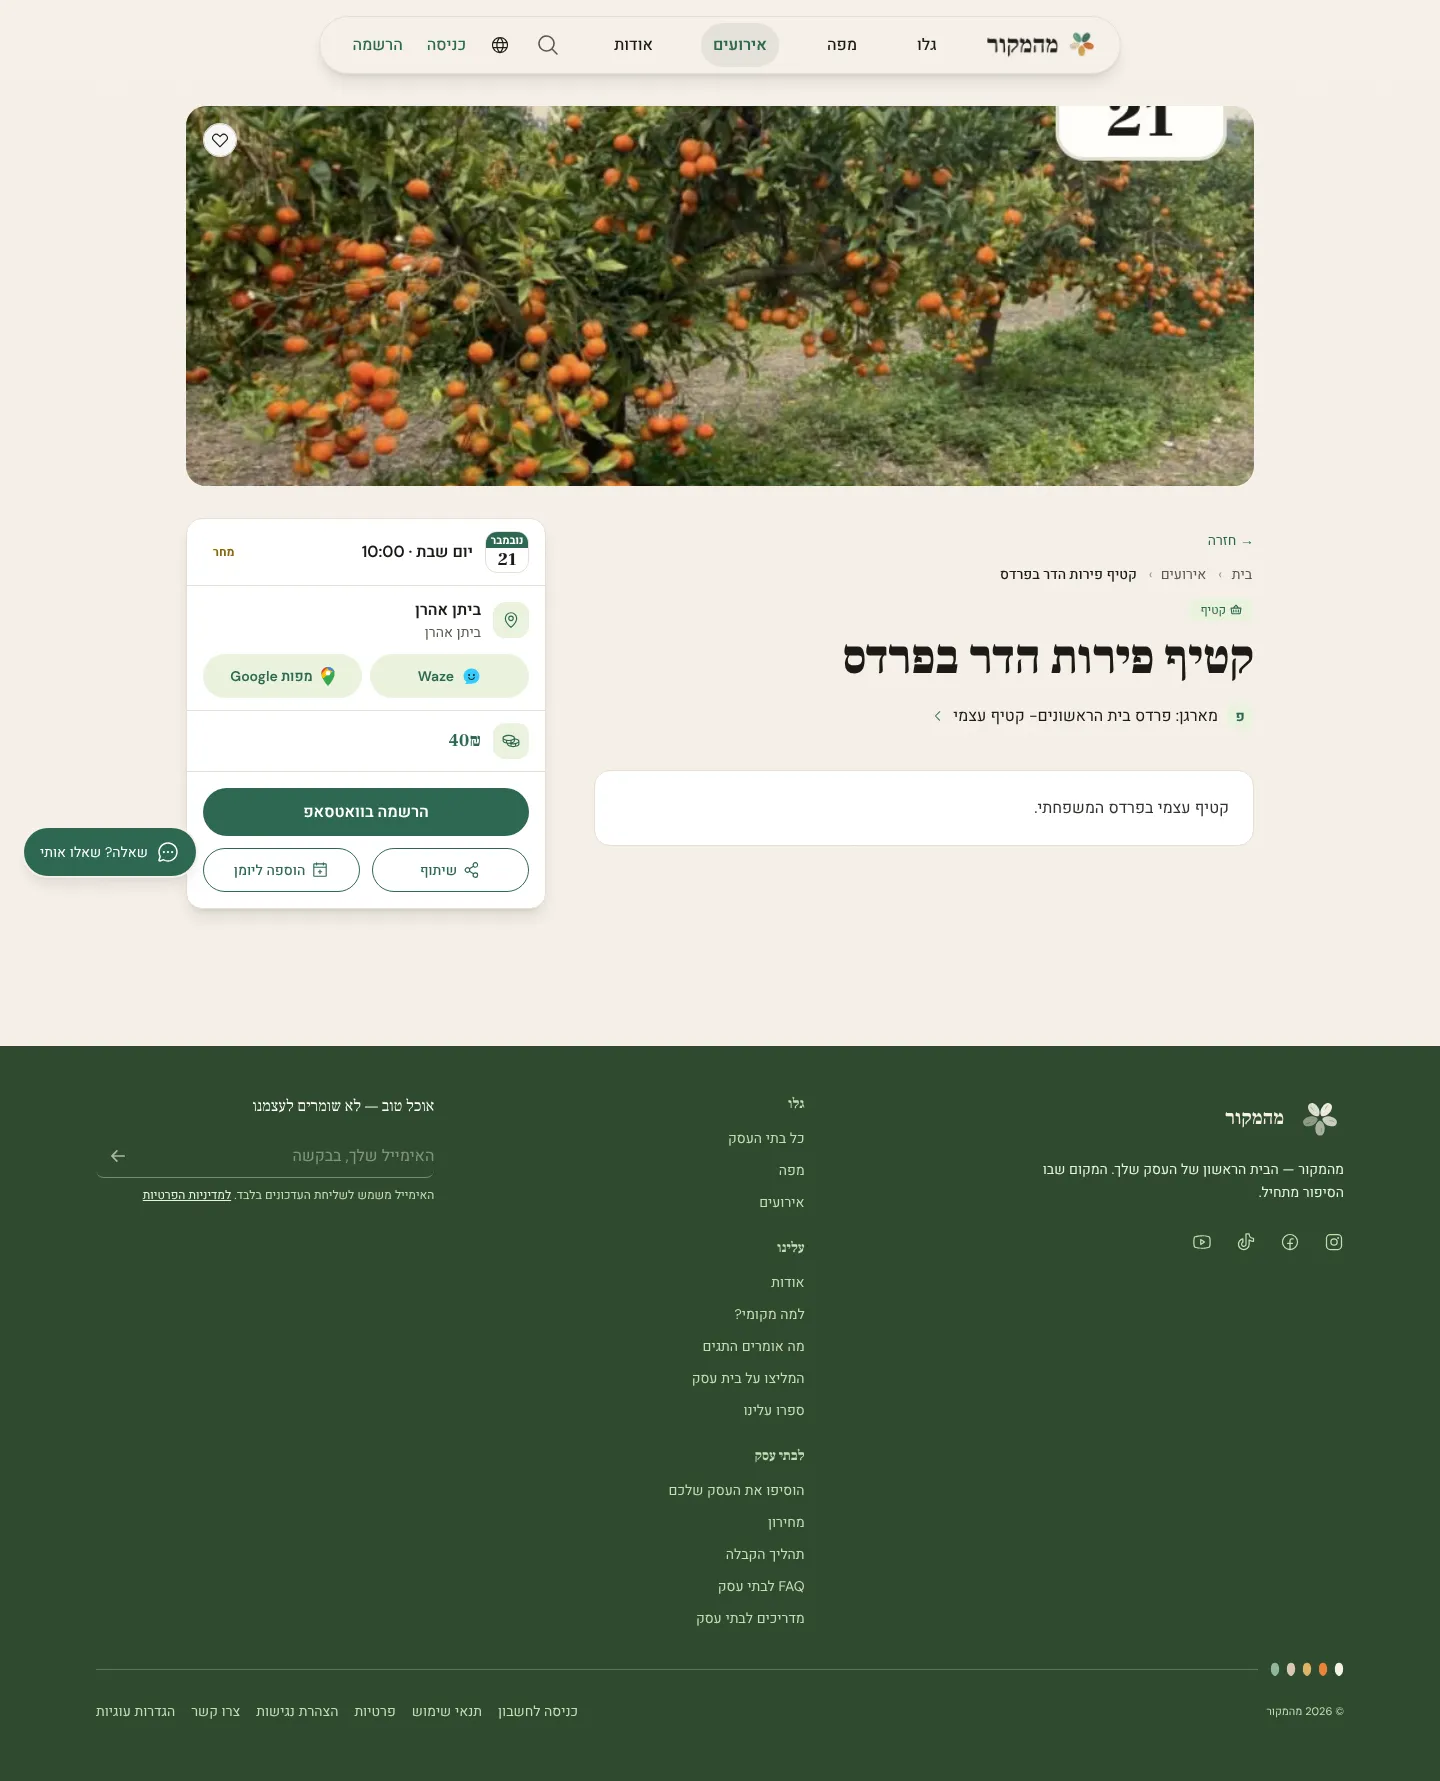 מהמקור
גלו
מפה
אירועים
אודות
כניסה
הרשמה
21
→ חזרה
בית › אירועים › קטיף פירות הדר בפרדס
קטיף
קטיף פירות הדר בפרדס
פ
מארגן: פרדס בית הראשונים- קטיף עצמי
קטיף עצמי בפרדס המשפחתי.
נובמבר
21
יום שבת · 10:00
מחר
ביתן אהרן
ביתן אהרן
Waze
מפות Google
₪40
הרשמה בוואטסאפ
שיתוף
הוספה ליומן
שאלה? שאלו אותי
מהמקור
מהמקור — הבית הראשון של העסק שלך. המקום שבו
הסיפור מתחיל.
גלו
כל בתי העסק
מפה
אירועים
עלינו
אודות
למה מקומי?
מה אומרים התגים
המליצו על בית עסק
ספרו עלינו
לבתי עסק
הוסיפו את העסק שלכם
מחירון
תהליך הקבלה
FAQ לבתי עסק
מדריכים לבתי עסק
אוכל טוב — לא שומרים לעצמנו
האימייל שלך, בבקשה
האימייל משמש לשליחת העדכונים בלבד. למדיניות הפרטיות
© 2026 מהמקור
כניסה לחשבון
תנאי שימוש
פרטיות
הצהרת נגישות
צרו קשר
הגדרות עוגיות